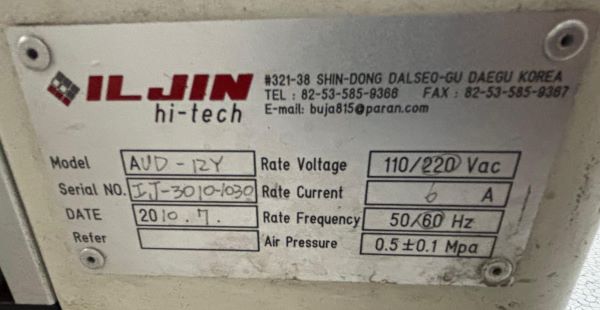 ILJIN
hi-tech
#321-38 SHIN-DONG DALSEO-GU DAEGU KOREA
TEL : 82-53-585-9366 FAX : 82-53-585-9367
E-mail: buja815@paran.com
Model AUD-12Y Rate Voltage 110/220 Vac
Serial NO. IJ-3010-1030 Rate Current 6 A
DATE 2010.7. Rate Frequency 50/60 Hz
Refer Air Pressure 0.5±0.1 Mpa